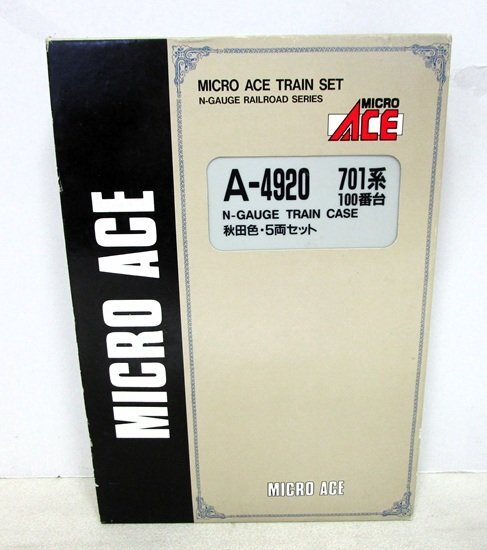 MICRO ACE
MICRO ACE TRAIN SET
N-GAUGE RAILROAD SERIES
MICRO
ACE
A-4920 701系
100番台
N-GAUGE TRAIN CASE
秋田色・5両セット
MICRO ACE